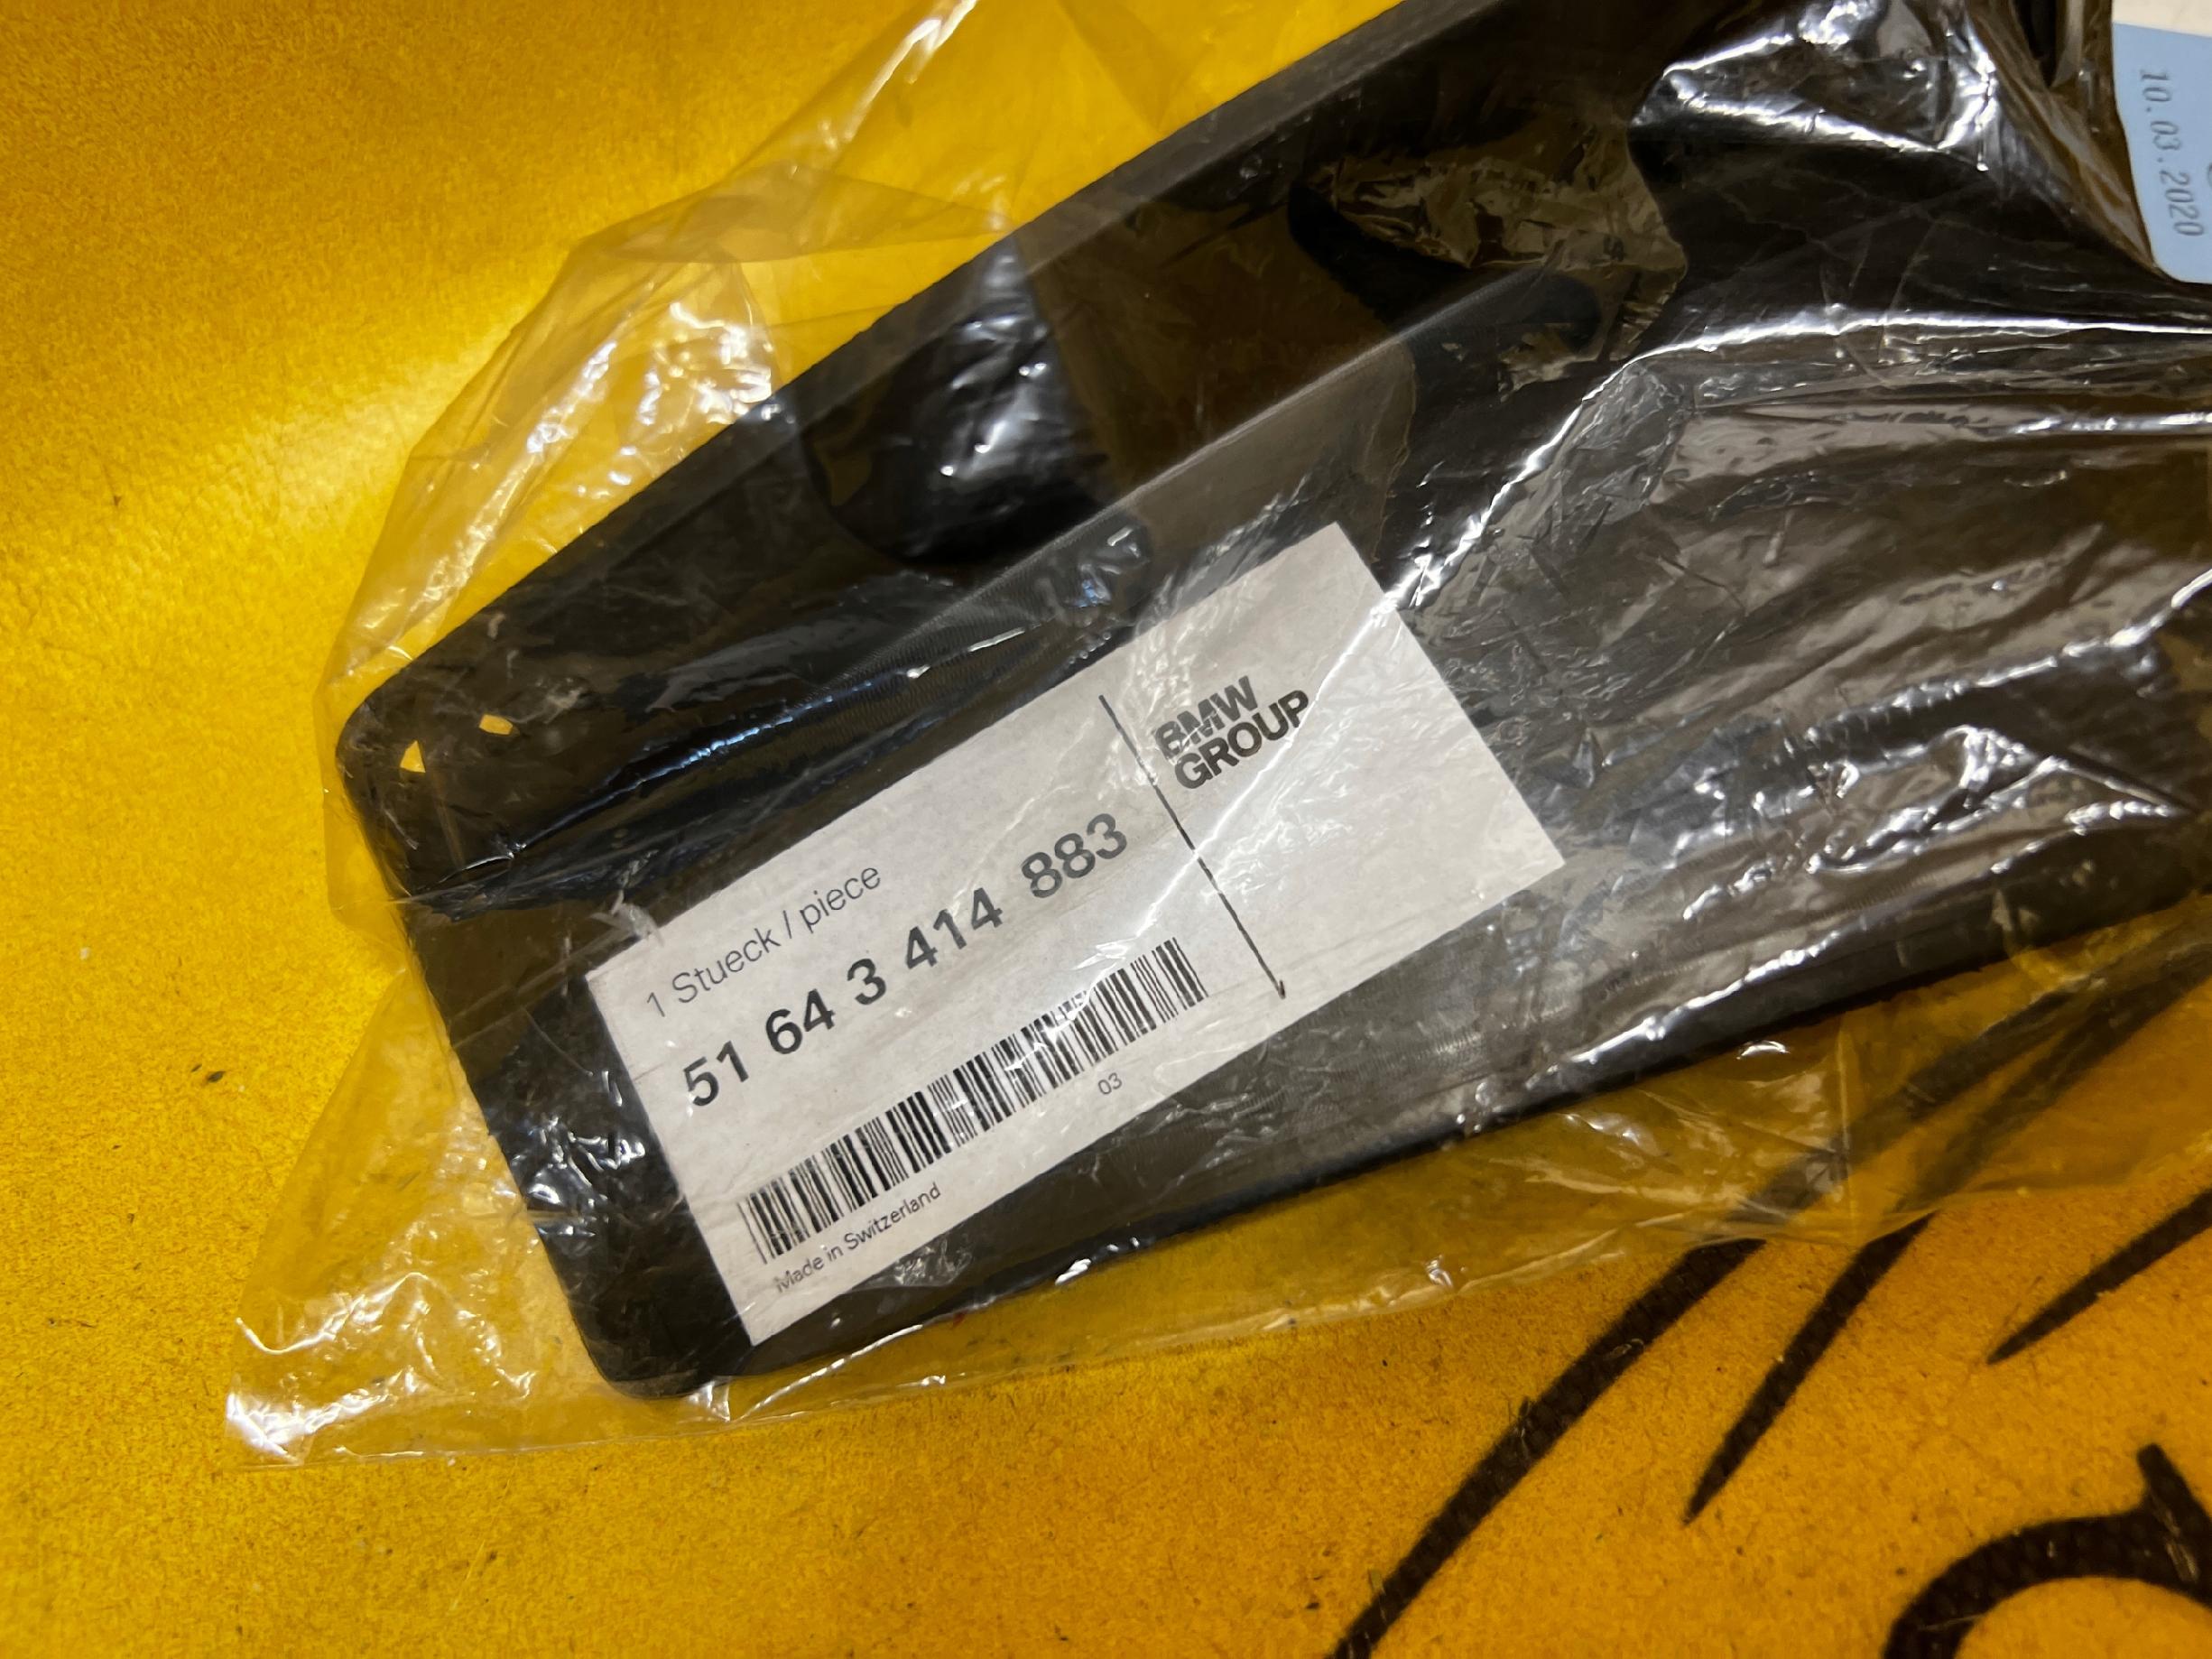 1 Stueck / piece
51 64 3 414 883
03
Made in Switzerland
BMW
GROUP
10.03.2020